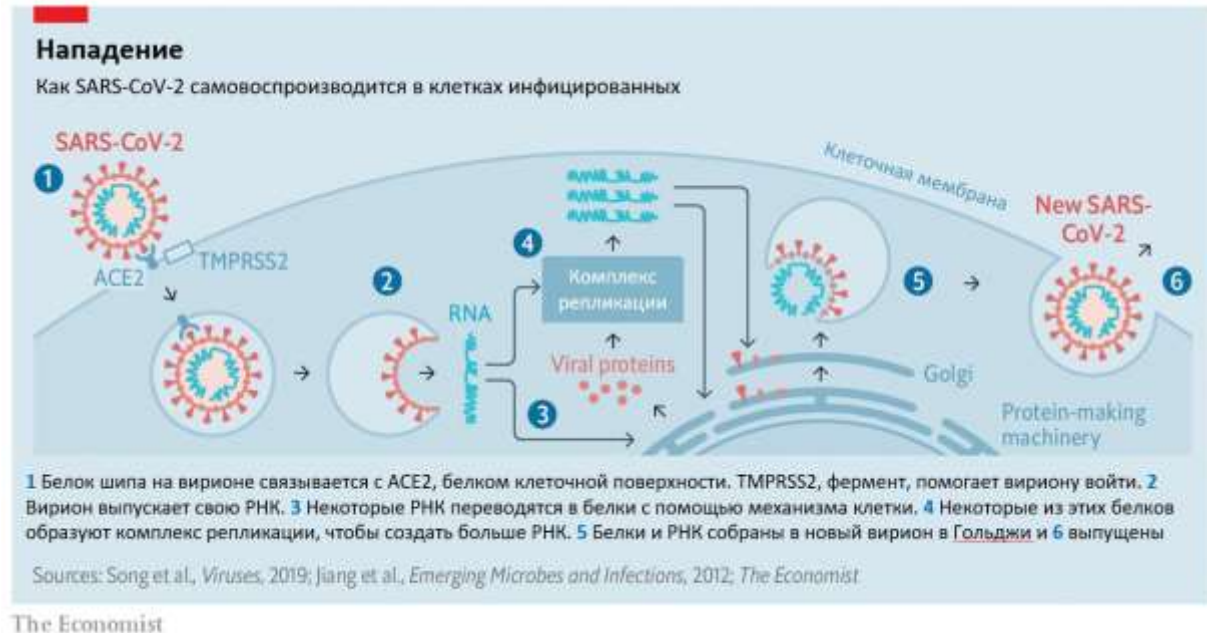 Нападение
Как SARS-CoV-2 самовоспроизводится в клетках инфицированных
SARS-CoV-2
1
ACE2
TMPRSS2
2
RNA
3
4
Комплекс
репликации
Viral proteins
Клеточная мембрана
5
Golgi
Protein-making
machinery
New SARS-
CoV-2
6
1 Белок шипа на вирионе связывается с ACE2, белком клеточной поверхности. TMPRSS2, фермент, помогает вириону войти. 2
Вирион выпускает свою РНК. 3 Некоторые РНК переводятся в белки с помощью механизма клетки. 4 Некоторые из этих белков
образуют комплекс репликации, чтобы создать больше РНК. 5 Белки и РНК собраны в новый вирион в Гольджи и 6 выпущены
Sources: Song et al., Viruses, 2019; Jiang et al., Emerging Microbes and Infections, 2012; The Economist
The Economist